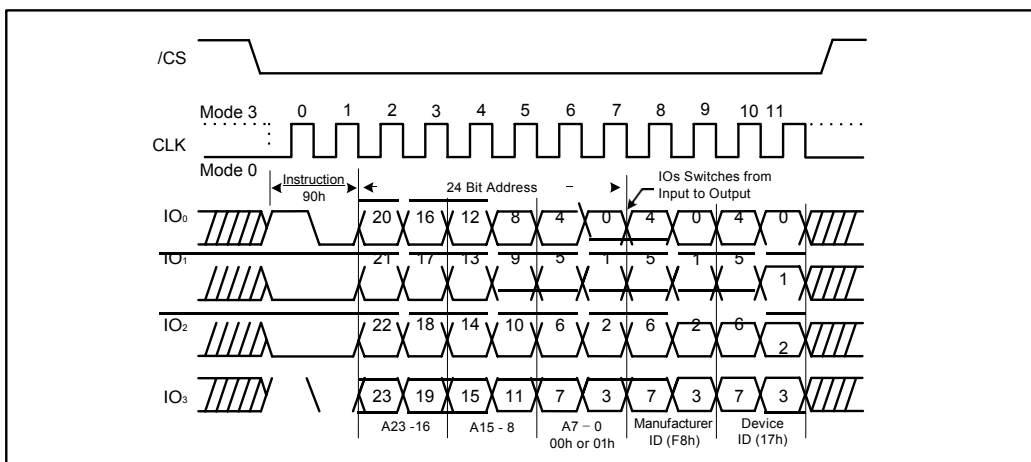 /CS
Mode 3 0 1 2 3 4 5 6 7 8 9 10 11
CLK
Mode 0
Instruction
90h
24 Bit Address
IOs Switches from
Input to Output
IO0 20 16 12 8 4 0 4 0 4 0
IO1 21 17 13 9 5 1 5 1 5 1
IO2 22 18 14 10 6 2 6 2 6 2
IO3 23 19 15 11 7 3 7 3 7 3
A23 -16 A15 - 8 A7 – 0 Manufacturer Device
00h or 01h ID (F8h) ID (17h)